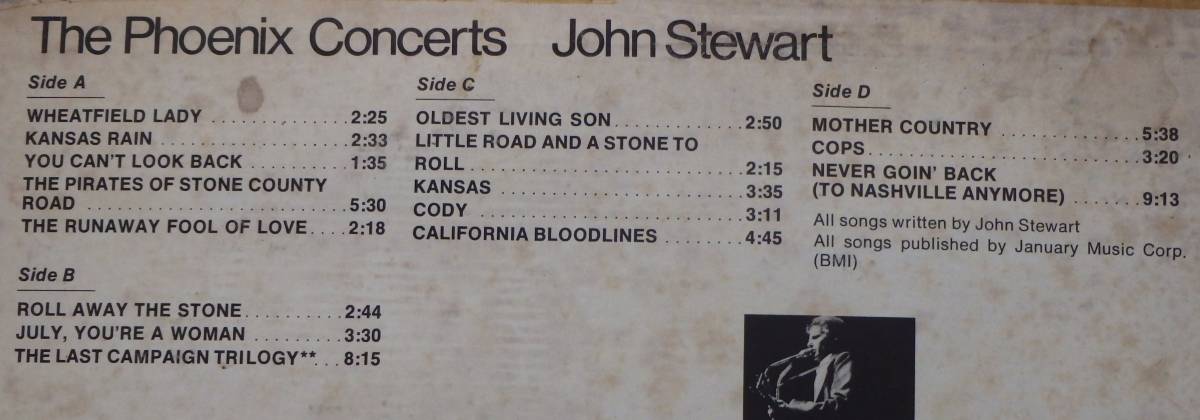 The Phoenix Concerts John Stewart
Side A
WHEATFIELD LADY . . . . . . . . . . . . 2:25
KANSAS RAIN . . . . . . . . . . . . . . . . . 2:33
YOU CAN'T LOOK BACK . . . . . . . . 1:35
THE PIRATES OF STONE COUNTY
ROAD . . . . . . . . . . . . . . . . . . . . . . . 5:30
THE RUNAWAY FOOL OF LOVE . . . . 2:18
Side B
ROLL AWAY THE STONE . . . . . . . . . . 2:44
JULY, YOU'RE A WOMAN . . . . . . . . . 3:30
THE LAST CAMPAIGN TRILOGY** . . . 8:15
Side C
OLDEST LIVING SON . . . . . . . . . . . . 2:50
LITTLE ROAD AND A STONE TO
ROLL . . . . . . . . . . . . . . . . . . . . . . . . 2:15
KANSAS . . . . . . . . . . . . . . . . . . . . . 3:35
CODY . . . . . . . . . . . . . . . . . . . . . . . 3:11
CALIFORNIA BLOODLINES . . . . . . . 4:45
Side D
MOTHER COUNTRY . . . . . . . . . . . . 5:38
COPS . . . . . . . . . . . . . . . . . . . . . . . 3:20
NEVER GOIN' BACK
(TO NASHVILLE ANYMORE) . . . . . . 9:13
All songs written by John Stewart
All songs published by January Music Corp.
(BMI)